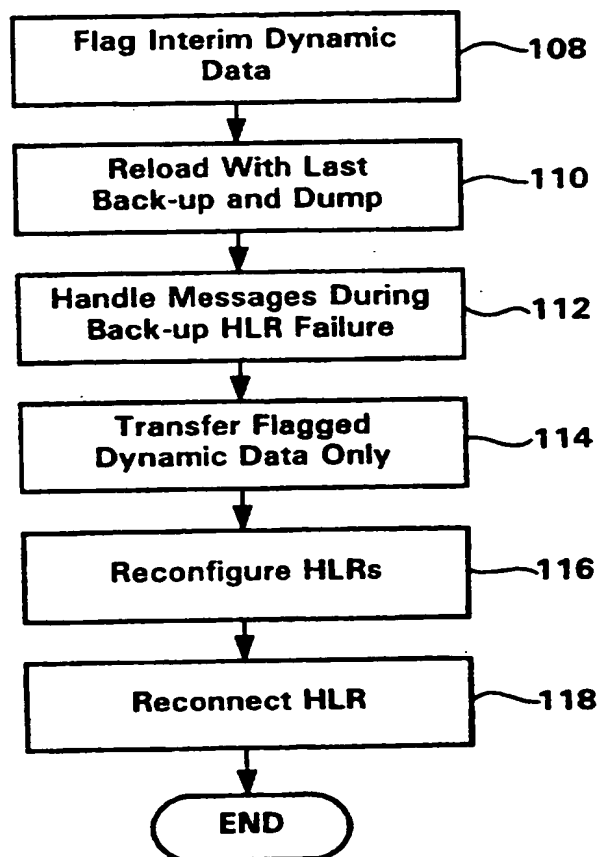 Flag Interim Dynamic
Data
108
Reload With Last
Back-up and Dump
110
Handle Messages During
Back-up HLR Failure
112
Transfer Flagged
Dynamic Data Only
114
Reconfigure HLRs
116
Reconnect HLR
118
END